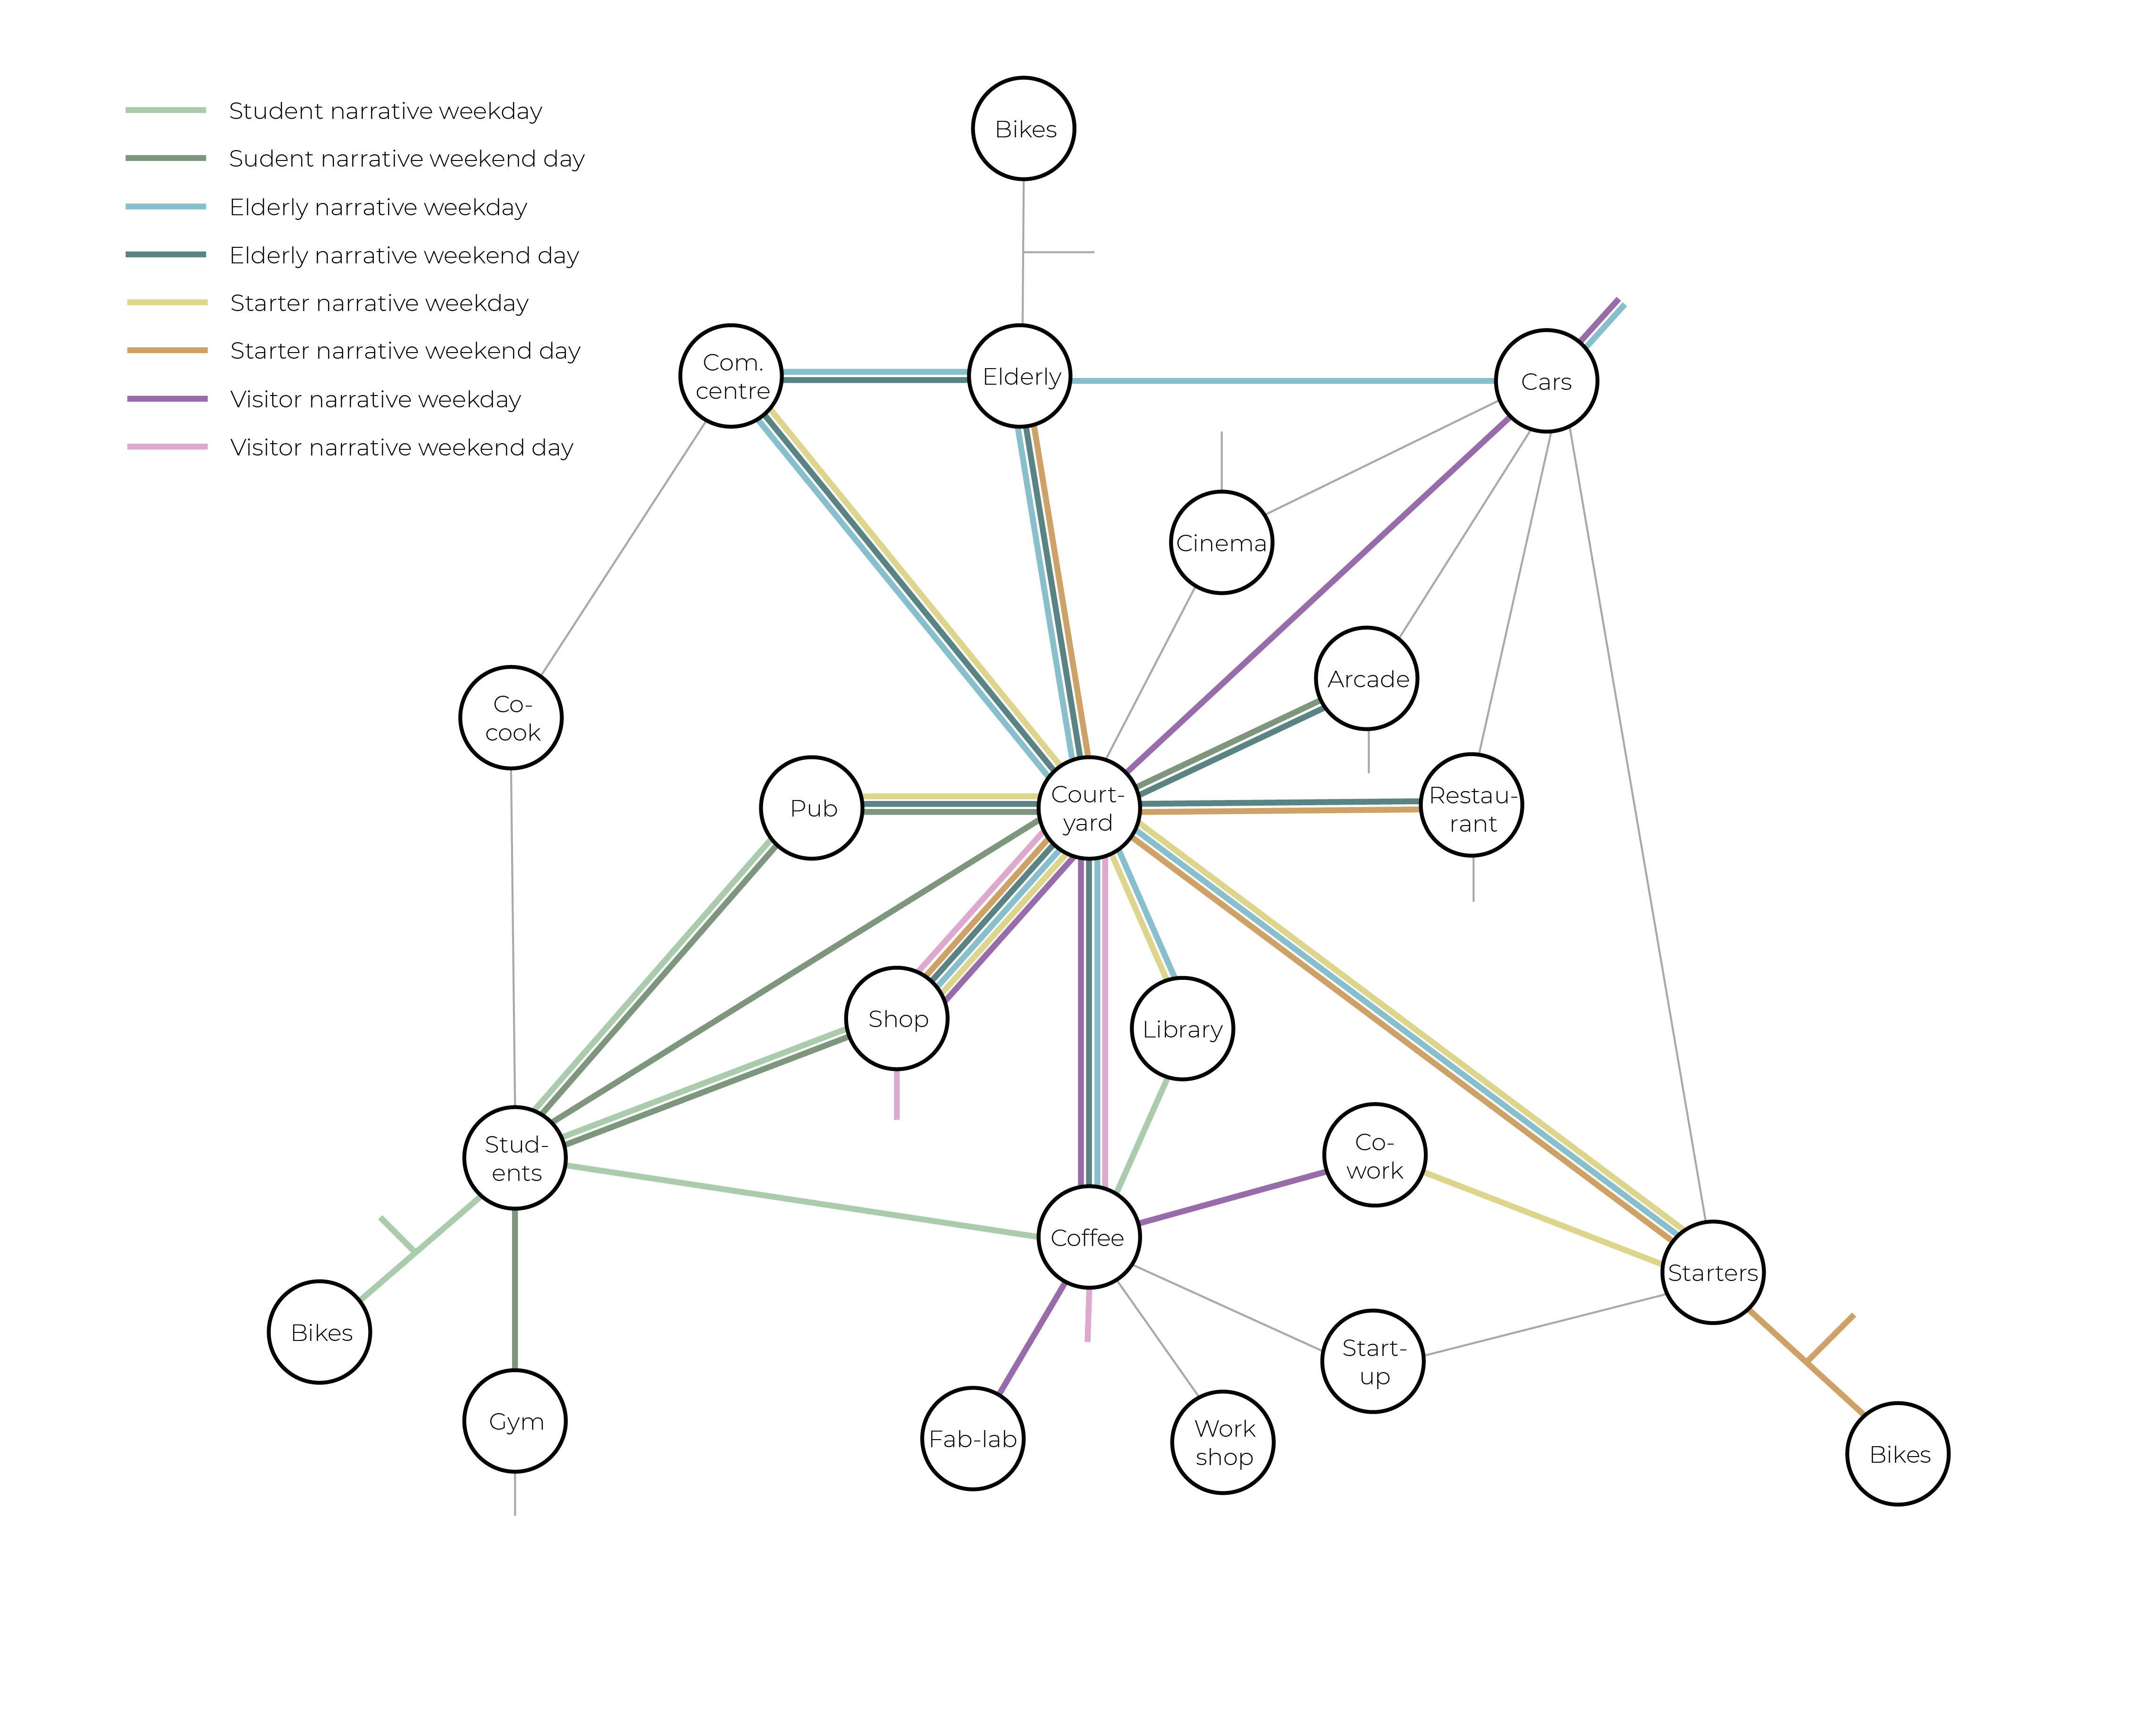 Student narrative weekday
Sudent narrative weekend day
Elderly narrative weekday
Elderly narrative weekend day
Starter narrative weekday
Starter narrative weekend day
Visitor narrative weekday
Visitor narrative weekend day
Bikes
Com.
centre
Elderly
Cars
Cinema
Arcade
Co-
cook
Pub
Court-
yard
Restau-
rant
Shop
Library
Stud-
ents
Co-
work
Coffee
Starters
Bikes
Start-
up
Gym
Fab-lab
Work
shop
Bikes